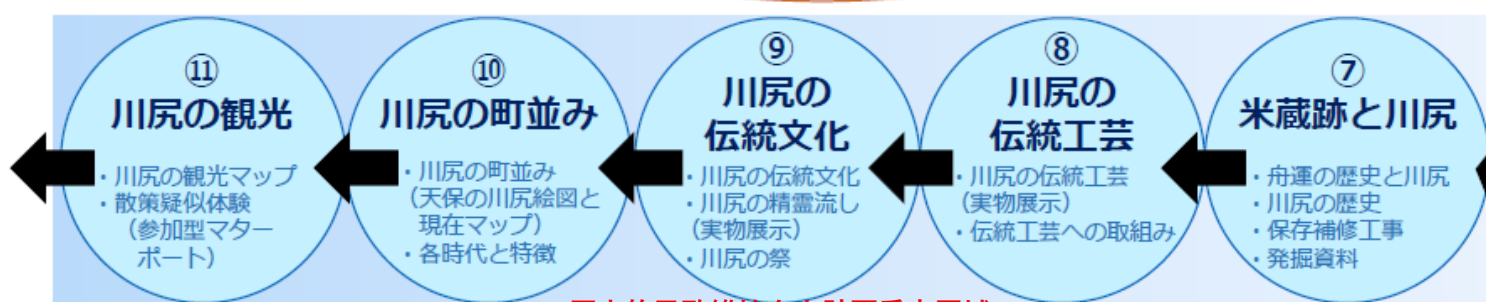 ⑪
川尻の観光
・川尻の観光マップ
・散策疑似体験
（参加型マター
ポート）
⑩
川尻の町並み
・川尻の町並み
（天保の川尻絵図と
現在マップ）
・各時代と特徴
⑨
川尻の
伝統文化
・川尻の伝統文化
・川尻の精霊流し
（実物展示）
・川尻の祭
⑧
川尻の
伝統工芸
・川尻の伝統工芸
（実物展示）
・伝統工芸への取組み
⑦
米蔵跡と川尻
・舟運の歴史と川尻
・川尻の歴史
・保存補修工事
・発掘資料